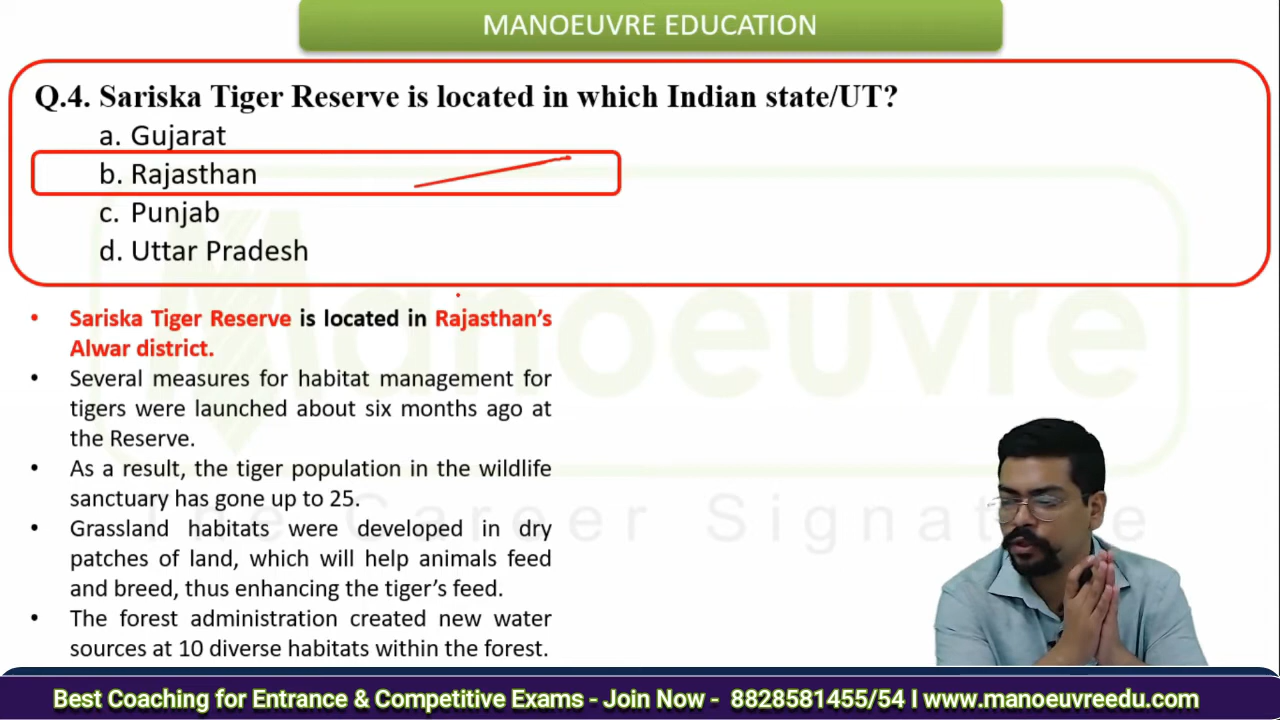 MANOEUVRE EDUCATION
Q.4. Sariska Tiger Reserve is located in which Indian state/UT?
a. Gujarat
b. Rajasthan
c. Punjab
d. Uttar Pradesh
• Sariska Tiger Reserve is located in Rajasthan's
Alwar district.
• Several measures for habitat management for
tigers were launched about six months ago at
the Reserve.
• As a result, the tiger population in the wildlife
sanctuary has gone up to 25.
• Grassland habitats were developed in dry
patches of land, which will help animals feed
and breed, thus enhancing the tiger's feed.
• The forest administration created new water
sources at 10 diverse habitats within the forest.
Manoeuvre
The Career Signature
Best Coaching for Entrance & Competitive Exams - Join Now - 8828581455/54 I www.manoeuvreedu.com